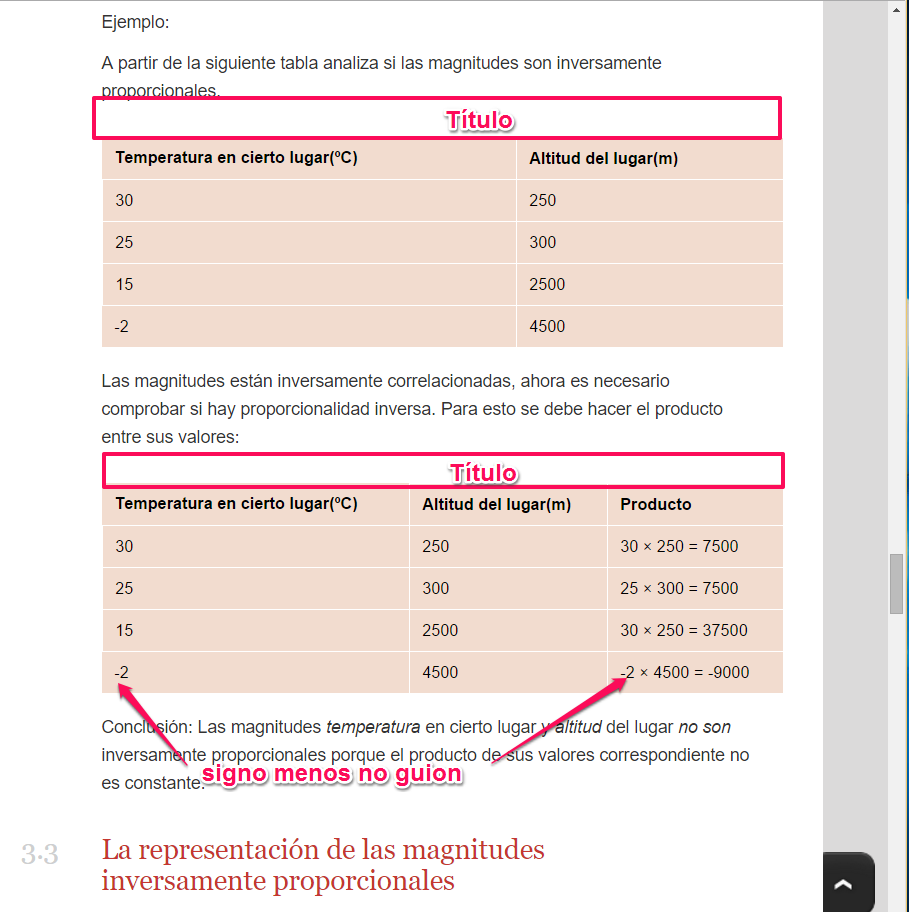 Ejemplo:
A partir de la siguiente tabla analiza si las magnitudes son inversamente
proporcionales.
Título
Temperatura en cierto lugar(ºC) Altitud del lugar(m)
30 250
25 300
15 2500
-2 4500
Las magnitudes están inversamente correlacionadas, ahora es necesario
comprobar si hay proporcionalidad inversa. Para esto se debe hacer el producto
entre sus valores:
Título
Temperatura en cierto lugar(ºC) Altitud del lugar(m) Producto
30 250 30 × 250 = 7500
25 300 25 × 300 = 7500
15 2500 30 × 250 = 37500
-2 4500 -2 × 4500 = -9000
Conclusión: Las magnitudes temperatura en cierto lugar y altitud del lugar no son
inversamente proporcionales porque el producto de sus valores correspondiente no
es constante.
signo menos no guion
3.3 La representación de las magnitudes
inversamente proporcionales